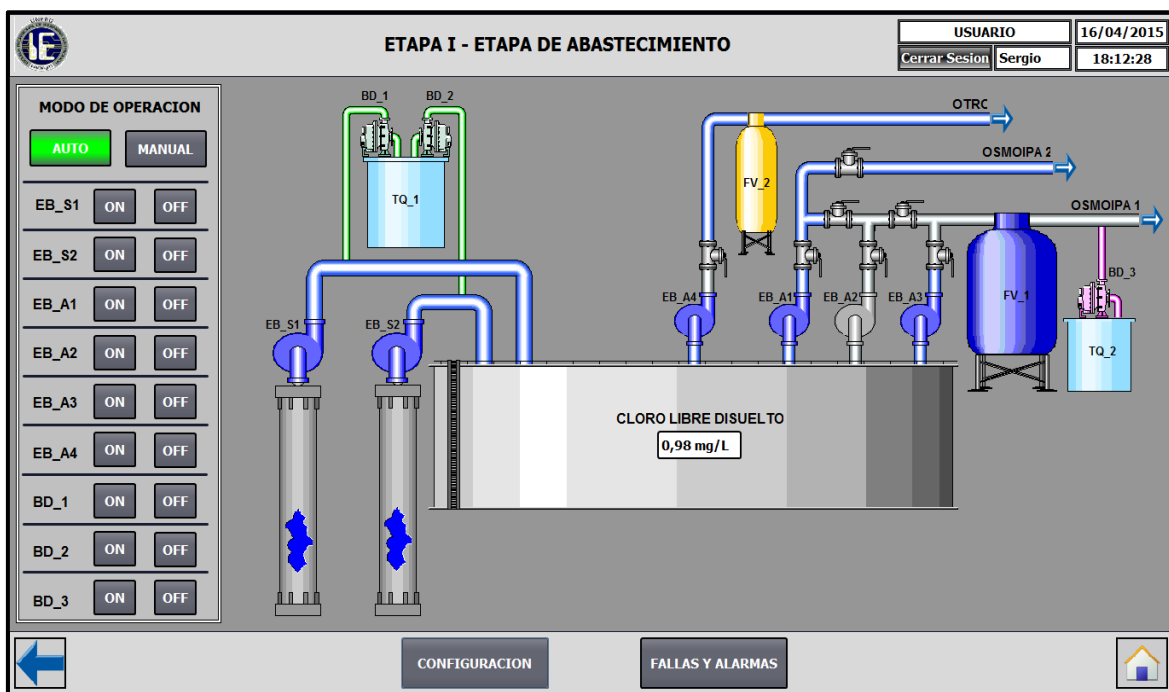 ETAPA I - ETAPA DE ABASTECIMIENTO
USUARIO
16/04/2015
Cerrar Sesion Sergio
18:12:28
MODO DE OPERACION
AUTO MANUAL
EB_S1 ON OFF
EB_S2 ON OFF
EB_A1 ON OFF
EB_A2 ON OFF
EB_A3 ON OFF
EB_A4 ON OFF
BD_1 ON OFF
BD_2 ON OFF
BD_3 ON OFF
BD_1 BD_2
TQ_1
OTRC
OSMOIPA 2
OSMOIPA 1
FV_2
FV_1
BD_3
TQ_2
EB_A4 EB_A1 EB_A2 EB_A3
EB_S1 EB_S2
CLORO LIBRE DISUELTO
0,98 mg/L
CONFIGURACION
FALLAS Y ALARMAS